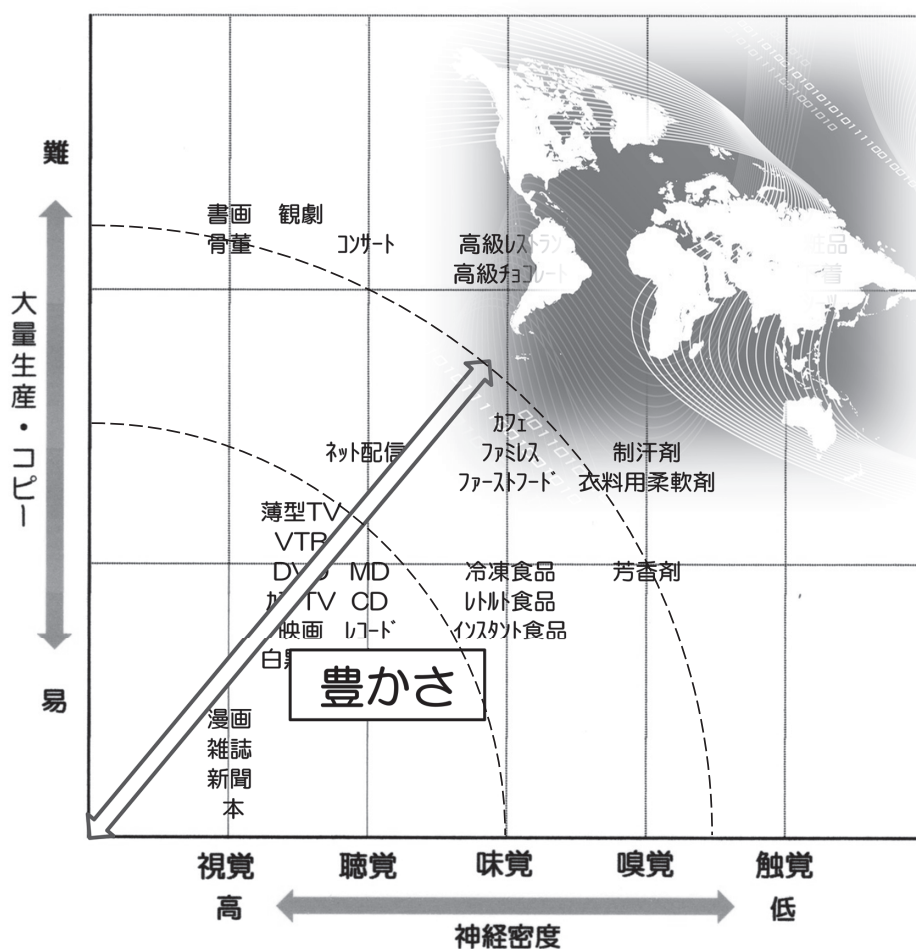 難
大量生産・コピー
易
書画 観劇
骨董 コンサート 高級レストラン
高級チョコレート
カフェ
ネット配信 ファミレス 制汗剤
ファーストフード 衣料用柔軟剤
薄型TV
VTR
MD 冷凍食品 芳香剤
TV CD レトルト食品
映画 レコード インスタント食品
豊かさ
漫画
雑誌
新聞
本
視覚 聴覚 味覚 嗅覚 触覚
高 低
神経密度